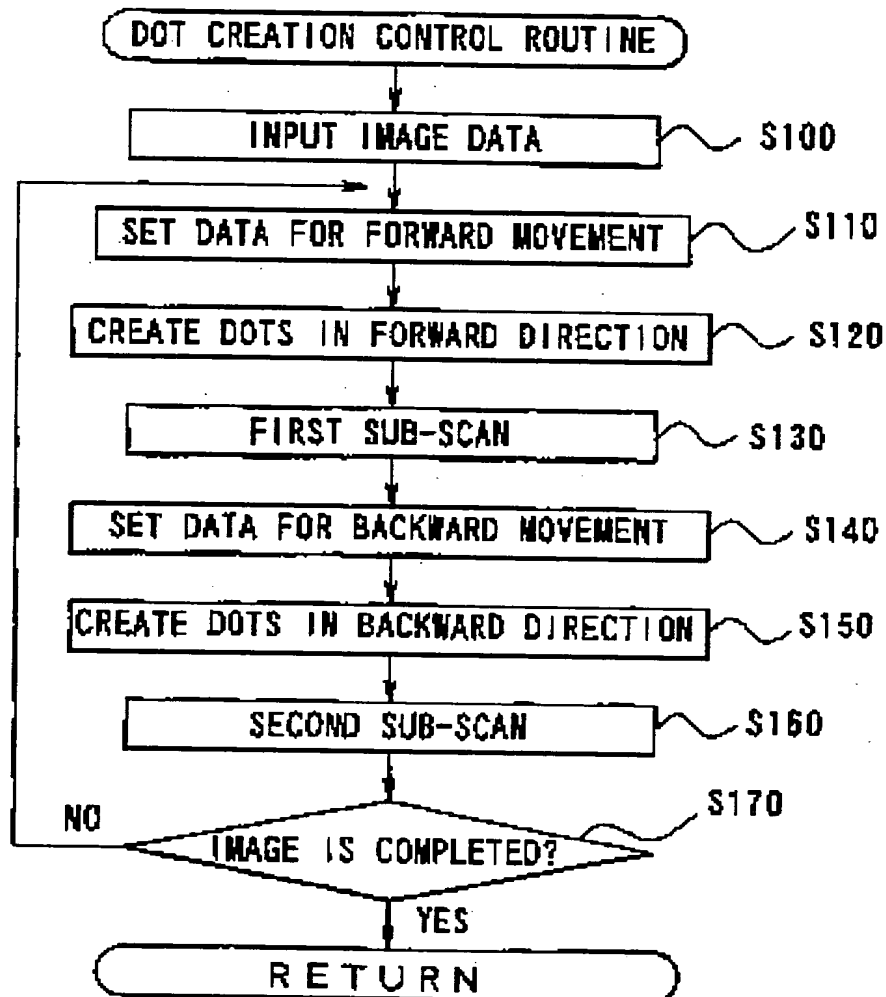 DOT CREATION CONTROL ROUTINE
INPUT IMAGE DATA
S100
SET DATA FOR FORWARD MOVEMENT
S110
CREATE DOTS IN FORWARD DIRECTION
S120
FIRST SUB-SCAN
S130
SET DATA FOR BACKWARD MOVEMENT
S140
CREATE DOTS IN BACKWARD DIRECTION
S150
SECOND SUB-SCAN
S160
S170
NO
IMAGE IS COMPLETED?
YES
RETURN